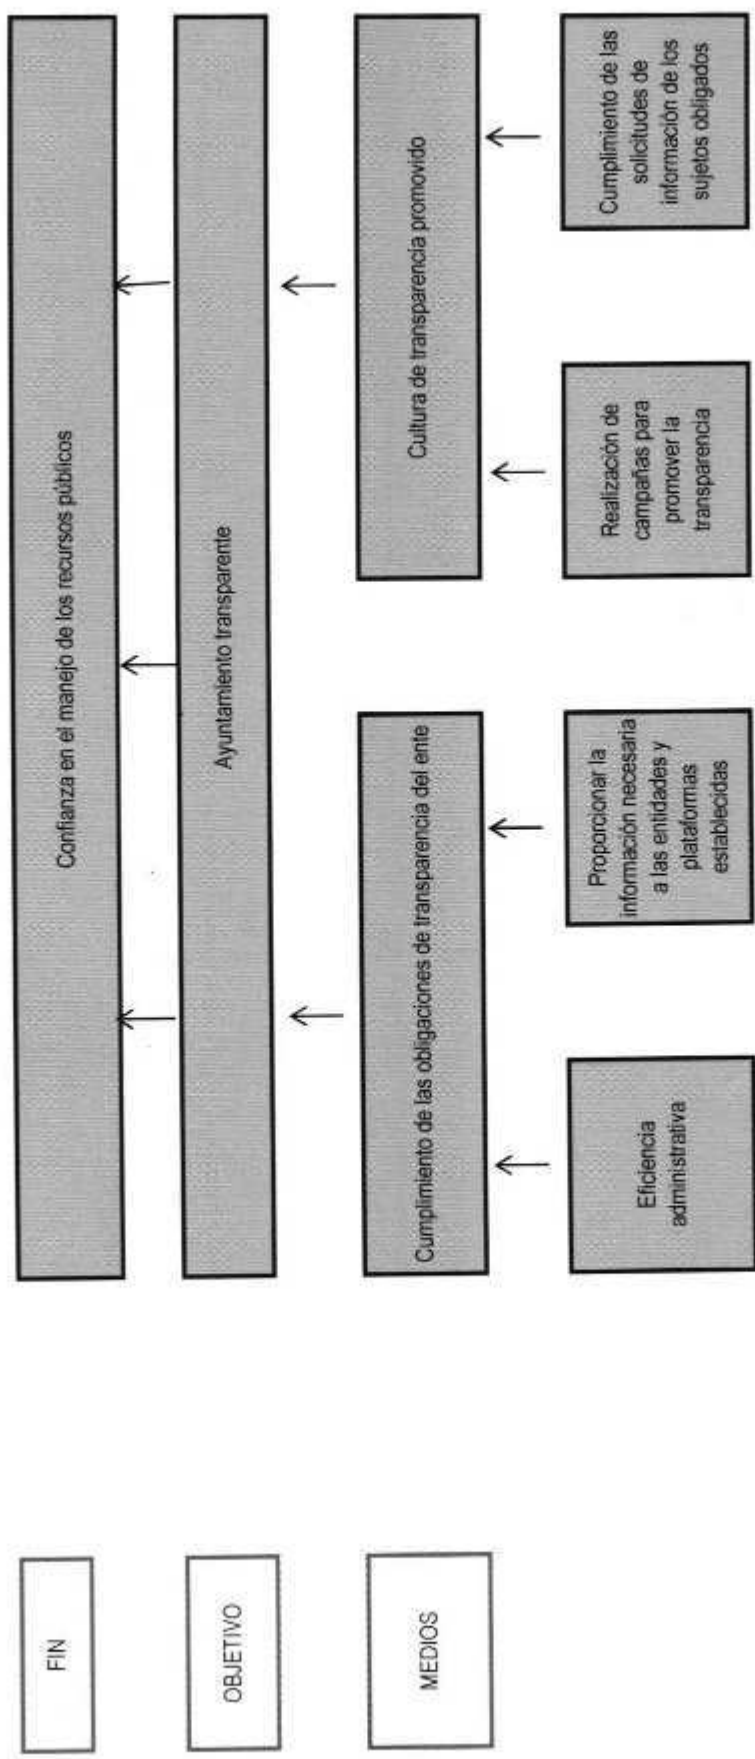 FIN
Confianza en el manejo de los recursos públicos
OBJETIVO
Ayuntamiento transparente
MEDIOS
Cumplimiento de las obligaciones de transparencia del ente
Cultura de transparencia promovido
Eficiencia
administrativa
Proporcionar la
información necesaria
a las entidades y
plataformas
establecidas
Realización de
campañas para
promover la
transparencia
Cumplimiento de las
solicitudes de
información de los
sujetos obligados